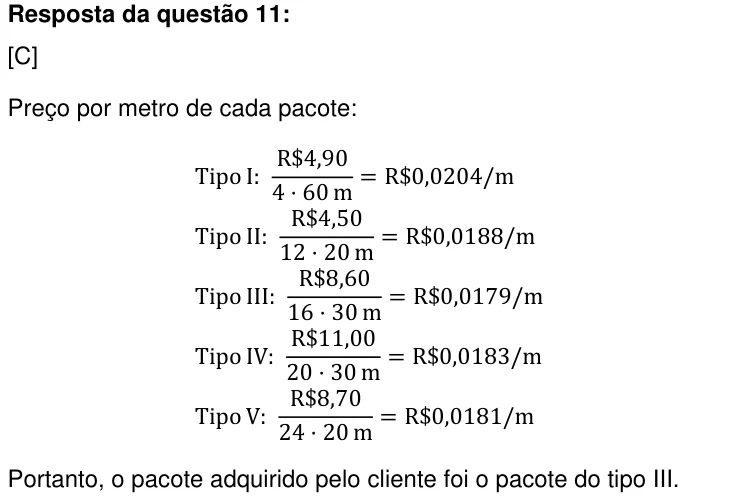 Resposta da questão 11:
[C]
Preço por metro de cada pacote:
Tipo I: R$4,90 / 4 · 60 m = R$0,0204/m
Tipo II: R$4,50 / 12 · 20 m = R$0,0188/m
Tipo III: R$8,60 / 16 · 30 m = R$0,0179/m
Tipo IV: R$11,00 / 20 · 30 m = R$0,0183/m
Tipo V: R$8,70 / 24 · 20 m = R$0,0181/m
Portanto, o pacote adquirido pelo cliente foi o pacote do tipo III.